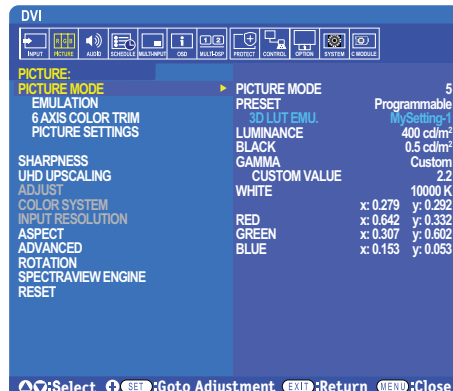 DVI
INPUT PICTURE AUDIO SCHEDULE MULTI-INPUT OSD MULTI-DSP PROTECT CONTROL OPTION SYSTEM C MODULE
PICTURE:
PICTURE MODE
EMULATION
6 AXIS COLOR TRIM
PICTURE SETTINGS
SHARPNESS
UHD UPSCALING
ADJUST
COLOR SYSTEM
INPUT RESOLUTION
ASPECT
ADVANCED
ROTATION
SPECTRAVIEW ENGINE
RESET
PICTURE MODE 5
PRESET Programmable
3D LUT EMU. MySetting-1
LUMINANCE 400 cd/m²
BLACK 0.5 cd/m²
GAMMA Custom
CUSTOM VALUE 2.2
WHITE 10000 K
x: 0.279 y: 0.292
RED x: 0.642 y: 0.332
GREEN x: 0.307 y: 0.602
BLUE x: 0.153 y: 0.053
:Select SET :Goto Adjustment EXIT :Return MENU :Close